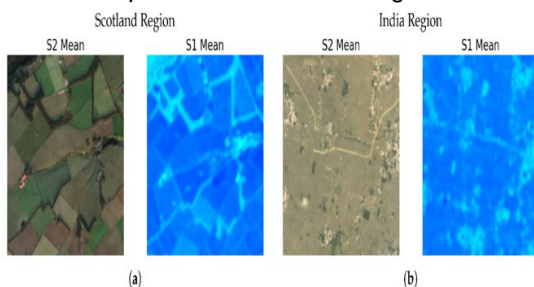 Scotland Region India Region
S2 Mean S1 Mean S2 Mean S1 Mean
(a) (b)